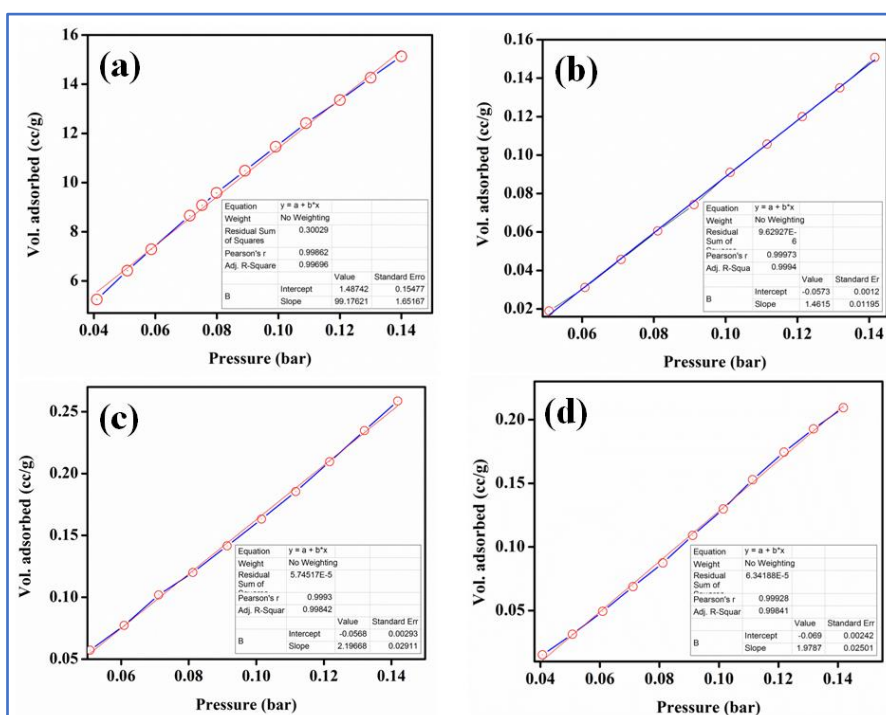 (a)
Vol. adsorbed (cc/g)
16
14
12
10
8
6
0.04 0.06 0.08 0.10 0.12 0.14
Pressure (bar)
Equation y = a + b*x
Weight No Weighting
Residual Sum of Squares 0.30029
Pearson's r 0.99862
Adj. R-Square 0.99696
Value Standard Erro
B Intercept 1.48742 0.15477
Slope 99.17621 1.65167
(b)
Vol. adsorbed (cc/g)
0.16
0.14
0.12
0.10
0.08
0.06
0.04
0.02
0.06 0.08 0.10 0.12 0.14
Pressure (bar)
Equation y = a + b*x
Weight No Weighting
Residual Sum of 9.62927E-6
Pearson's r 0.99973
Adj. R-Squa 0.9994
Value Standard Er
B Intercept -0.0573 0.0012
Slope 1.4615 0.01195
(c)
Vol. adsorbed (cc/g)
0.25
0.20
0.15
0.10
0.05
0.06 0.08 0.10 0.12 0.14
Pressure (bar)
Equation y = a + b*x
Weight No Weighting
Residual Sum of 5.74517E-5
Pearson's r 0.9993
Adj. R-Squar 0.99842
Value Standard Err
B Intercept -0.0568 0.00293
Slope 2.19668 0.02911
(d)
Vol. adsorbed (cc/g)
0.20
0.15
0.10
0.05
0.04 0.06 0.08 0.10 0.12 0.14
Pressure (bar)
Equation y = a + b*x
Weight No Weighting
Residual Sum of 6.34188E-5
Pearson's r 0.99928
Adj. R-Squar 0.99841
Value Standard Err
B Intercept -0.069 0.00242
Slope 1.9787 0.02501